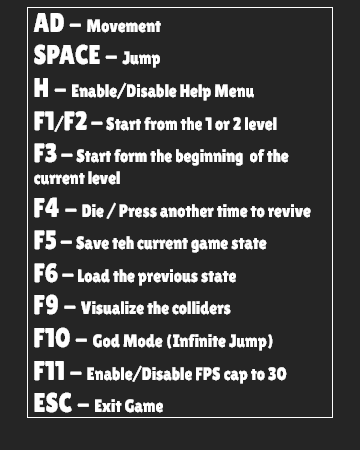 AD – Movement
SPACE – Jump
H – Enable/Disable Help Menu
F1/F2 – Start from the 1 or 2 level
F3 – Start form the beginning of the
current level
F4 – Die / Press another time to revive
F5 – Save teh current game state
F6 – Load the previous state
F9 – Visualize the colliders
F10 – God Mode (Infinite Jump)
F11 – Enable/Disable FPS cap to 30
ESC – Exit Game